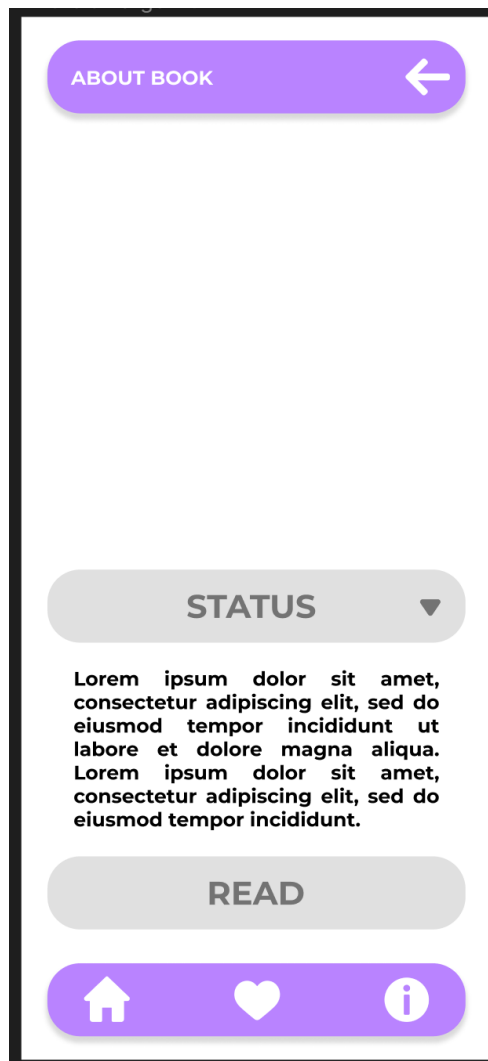 ABOUT BOOK
STATUS
Lorem ipsum dolor sit amet,
consectetur adipiscing elit, sed do
eiusmod tempor incididunt ut
labore et dolore magna aliqua.
Lorem ipsum dolor sit amet,
consectetur adipiscing elit, sed do
eiusmod tempor incididunt.
READ